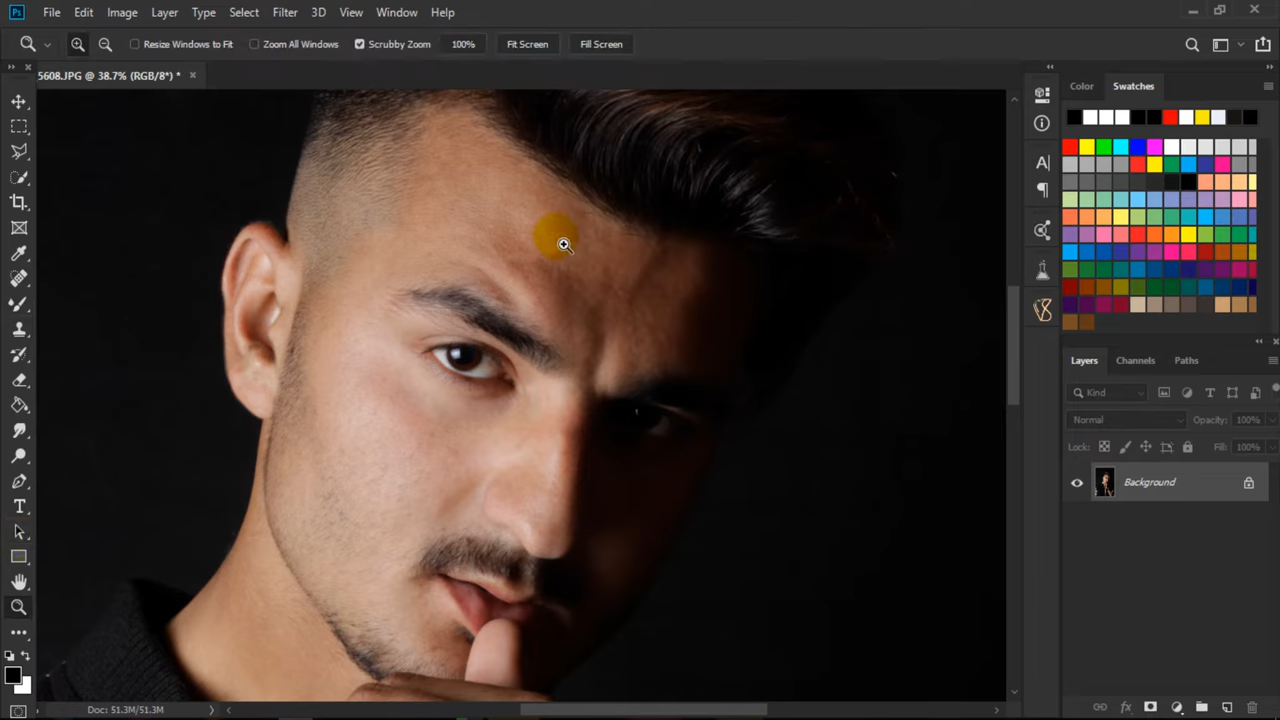 Ps File Edit Image Layer Type Select Filter 3D View Window Help
Resize Windows to Fit Zoom All Windows Scrubby Zoom 100% Fit Screen Fill Screen
5608.JPG @ 38.7% (RGB/8*) * ×
Color Swatches
Layers Channels Paths
Kind
Normal Opacity: 100%
Lock: Fill: 100%
Background
Doc: 51.3M/51.3M